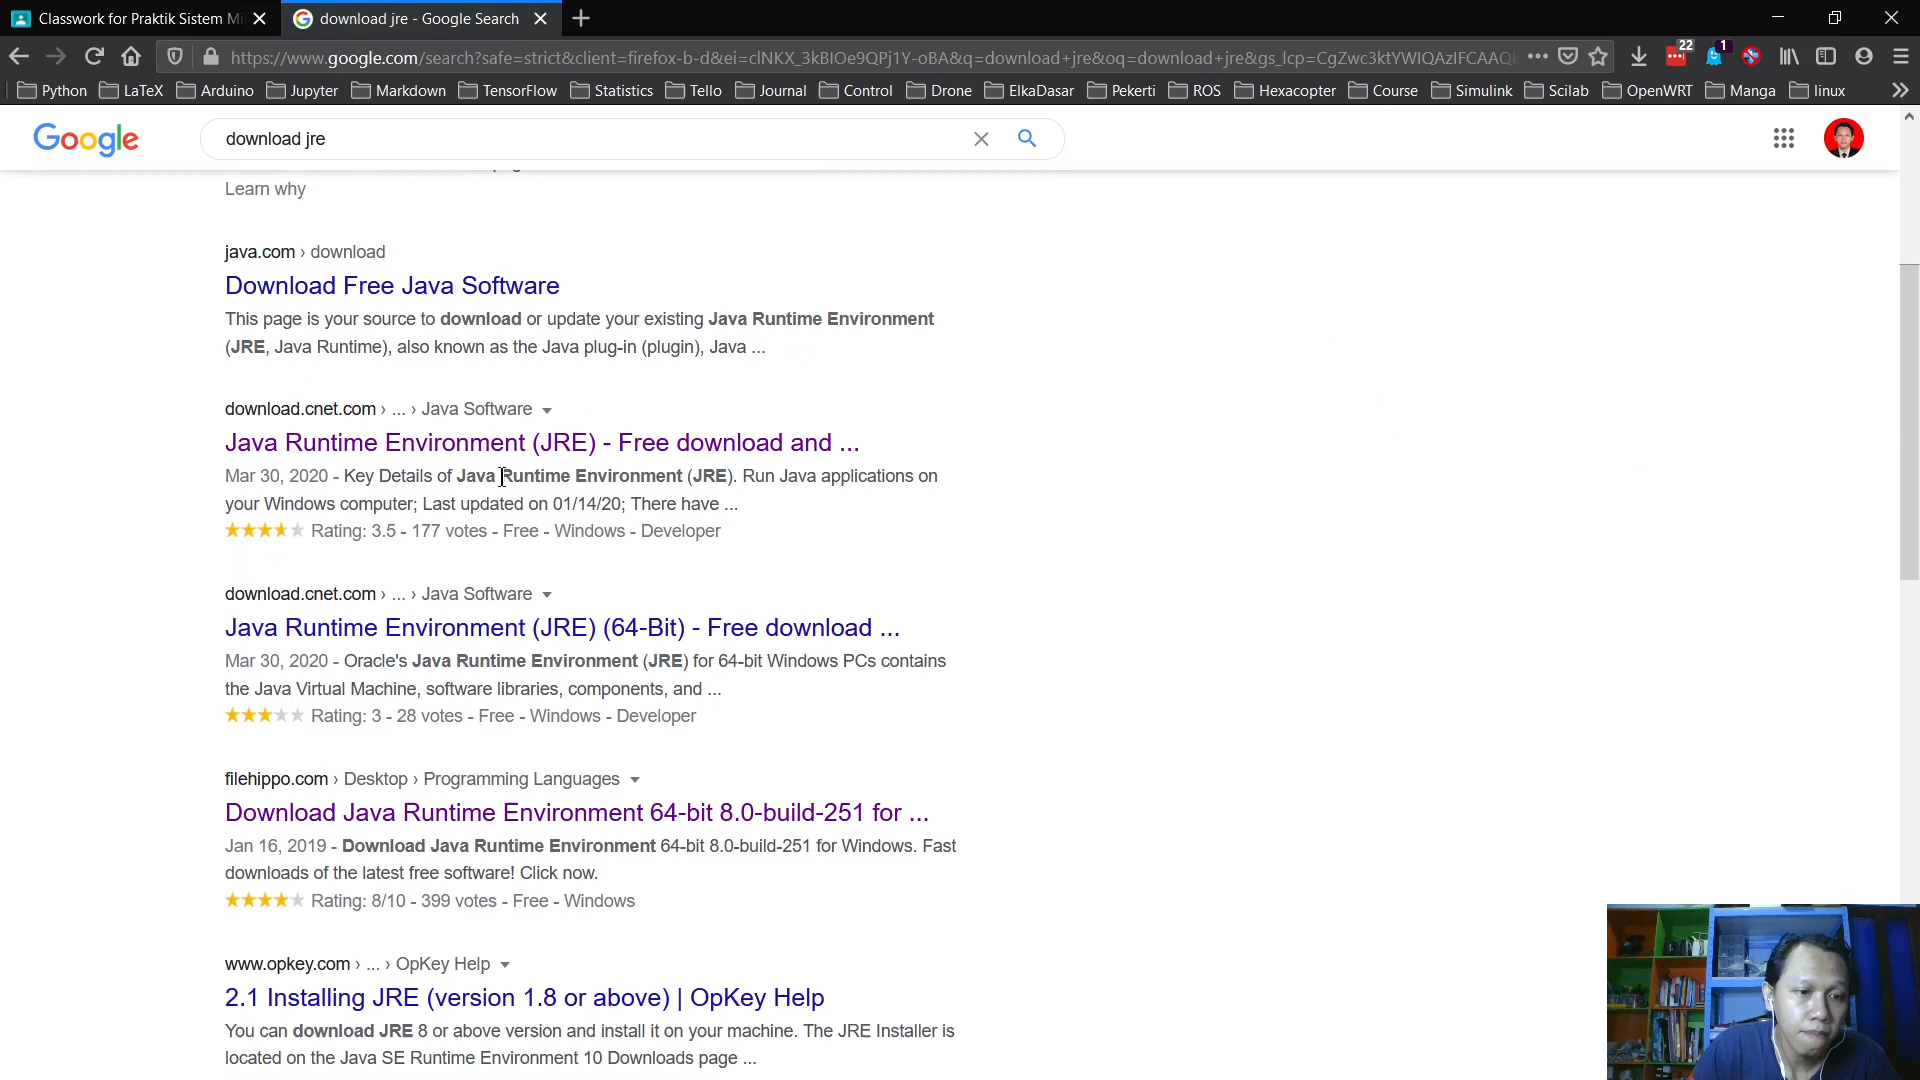 Classwork for Praktik Sistem Mi
download jre - Google Search
https://www.google.com/search?safe=strict&client=firefox-b-d&ei=clNKX_3kBIOe9QPj1Y-oBA&q=download+jre&oq=download+jre&gs_lcp=CgZwc3ktYWIQAzIFCAAQ
22
1
Python LaTeX Arduino Jupyter Markdown TensorFlow Statistics Tello Journal Control Drone ElkaDasar Pekerti ROS Hexacopter Course Simulink Scilab OpenWRT Manga linux
Google
download jre
Learn why
java.com › download
Download Free Java Software
This page is your source to download or update your existing Java Runtime Environment
(JRE, Java Runtime), also known as the Java plug-in (plugin), Java ...
download.cnet.com › ... › Java Software
Java Runtime Environment (JRE) - Free download and ...
Mar 30, 2020 - Key Details of Java Runtime Environment (JRE). Run Java applications on
your Windows computer; Last updated on 01/14/20; There have ...
Rating: 3.5 - 177 votes - Free - Windows - Developer
download.cnet.com › ... › Java Software
Java Runtime Environment (JRE) (64-Bit) - Free download ...
Mar 30, 2020 - Oracle's Java Runtime Environment (JRE) for 64-bit Windows PCs contains
the Java Virtual Machine, software libraries, components, and ...
Rating: 3 - 28 votes - Free - Windows - Developer
filehippo.com › Desktop › Programming Languages
Download Java Runtime Environment 64-bit 8.0-build-251 for ...
Jan 16, 2019 - Download Java Runtime Environment 64-bit 8.0-build-251 for Windows. Fast
downloads of the latest free software! Click now.
Rating: 8/10 - 399 votes - Free - Windows
www.opkey.com › ... › OpKey Help
2.1 Installing JRE (version 1.8 or above) | OpKey Help
You can download JRE 8 or above version and install it on your machine. The JRE Installer is
located on the Java SE Runtime Environment 10 Downloads page ...